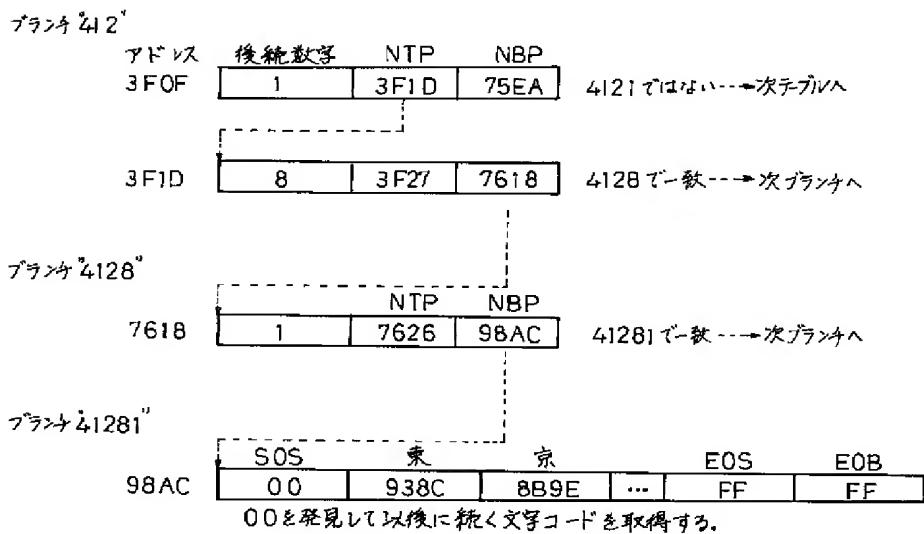 ブランチ"412"
アドレス 後続数字 NTP NBP
3F0F 1 3F1D 75EA 4121ではない---→次テーブルへ
3F1D 8 3F27 7618 4128で一致---→次ブランチへ
ブランチ"4128"
NTP NBP
7618 1 7626 98AC 41281で一致---→次ブランチへ
ブランチ"41281"
SOS 東 京 EOS EOB
98AC 00 938C 8B9E … FF FF
00を発見して以後に続く文字コードを取得する.